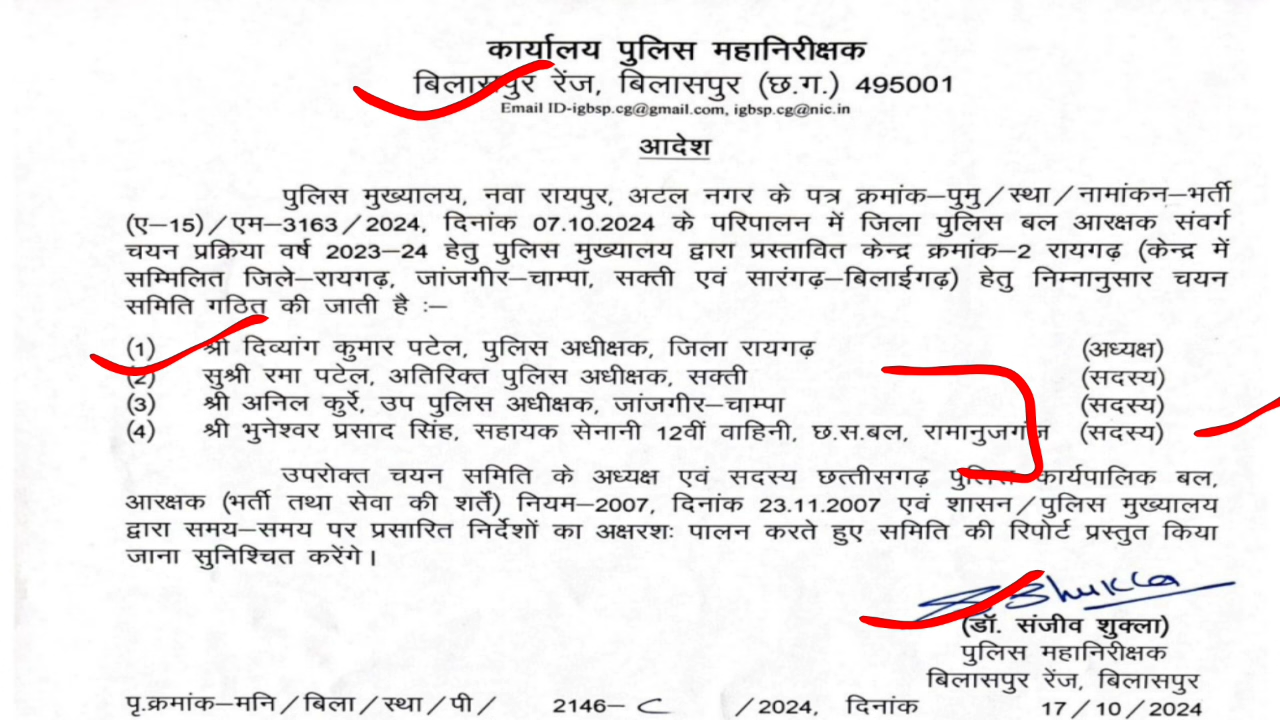 कार्यालय पुलिस महानिरीक्षक
बिलासपुर रेंज, बिलासपुर (छ.ग.) 495001
Email ID-igbsp.cg@gmail.com, igbsp.cg@nic.in
आदेश
पुलिस मुख्यालय, नवा रायपुर, अटल नगर के पत्र क्रमांक–पुमु/स्था/नामांकन–भर्ती
(ए–15)/एम–3163/2024, दिनांक 07.10.2024 के परिपालन में जिला पुलिस बल आरक्षक संवर्ग
चयन प्रक्रिया वर्ष 2023–24 हेतु पुलिस मुख्यालय द्वारा प्रस्तावित केन्द्र क्रमांक–2 रायगढ़ (केन्द्र में
सम्मिलित जिले–रायगढ़, जांजगीर–चाम्पा, सक्ती एवं सारंगढ़–बिलाईगढ़) हेतु निम्नानुसार चयन
समिति गठित की जाती है :–
(1) श्री दिव्यांग कुमार पटेल, पुलिस अधीक्षक, जिला रायगढ़ (अध्यक्ष)
(2) सुश्री रमा पटेल, अतिरिक्त पुलिस अधीक्षक, सक्ती (सदस्य)
(3) श्री अनिल कुर्रे, उप पुलिस अधीक्षक, जांजगीर–चाम्पा (सदस्य)
(4) श्री भुनेश्वर प्रसाद सिंह, सहायक सेनानी 12वीं वाहिनी, छ.स.बल, रामानुजगंज (सदस्य)
उपरोक्त चयन समिति के अध्यक्ष एवं सदस्य छत्तीसगढ़ पुलिस कार्यपालिक बल,
आरक्षक (भर्ती तथा सेवा की शर्ते) नियम–2007, दिनांक 23.11.2007 एवं शासन/पुलिस मुख्यालय
द्वारा समय–समय पर प्रसारित निर्देशों का अक्षरशः पालन करते हुए समिति की रिपोर्ट प्रस्तुत किया
जाना सुनिश्चित करेंगे।
Shukla
(डॉ. संजीव शुक्ला)
पुलिस महानिरीक्षक
बिलासपुर रेंज, बिलासपुर
पृ.क्रमांक–मनि/बिला/स्था/पी/ 2146– C /2024, दिनांक 17/10/2024